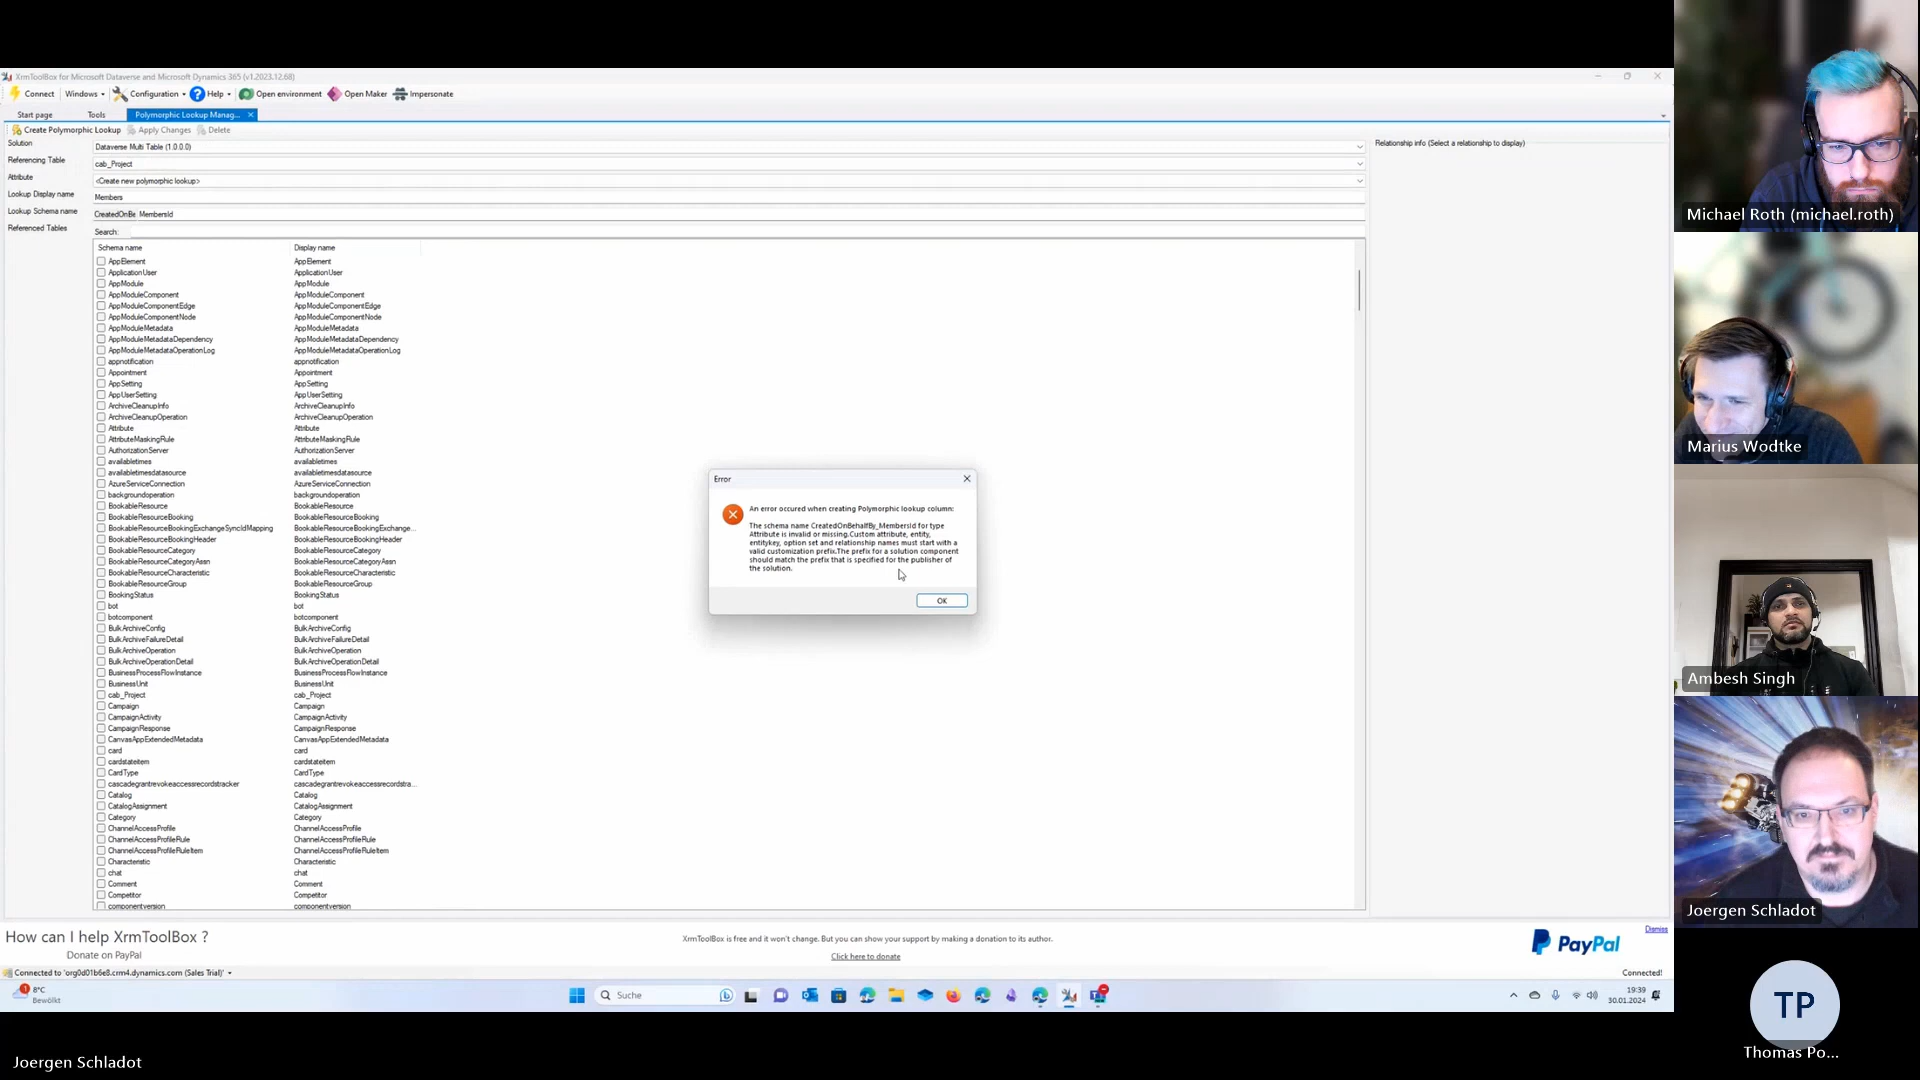 XrmToolBox for Microsoft Dataverse and Microsoft Dynamics 365 (v1.2023.12.68)
Connect Windows Configuration Help Open environment Open Maker Impersonate
Start page Tools Polymorphic Lookup Manag...
Create Polymorphic Lookup Apply Changes Delete
Solution Dataverse Multi Table (1.0.0.0)
Referencing Table cab_Project
Attribute <Create new polymorphic lookup>
Lookup Display name Members
Lookup Schema name CreatedOnBe MembersId
Referenced Tables Search:
Relationship info (Select a relationship to display)
Schema name Display name
AppElement AppElement
ApplicationUser ApplicationUser
AppModule AppModule
AppModuleComponent AppModuleComponent
AppModuleComponentEdge AppModuleComponentEdge
AppModuleComponentNode AppModuleComponentNode
AppModuleMetadata AppModuleMetadata
AppModuleMetadataDependency AppModuleMetadataDependency
AppModuleMetadataOperationLog AppModuleMetadataOperationLog
appnotification appnotification
Appointment Appointment
AppSetting AppSetting
AppUserSetting AppUserSetting
ArchiveCleanupInfo ArchiveCleanupInfo
ArchiveCleanupOperation ArchiveCleanupOperation
Attribute Attribute
AttributeMaskingRule AttributeMaskingRule
AuthorizationServer AuthorizationServer
availabletimes availabletimes
availabletimesdatasource availabletimesdatasource
AzureServiceConnection AzureServiceConnection
backgroundoperation backgroundoperation
BookableResource BookableResource
BookableResourceBooking BookableResourceBooking
BookableResourceBookingExchangeSyncIdMapping BookableResourceBookingExchange...
BookableResourceBookingHeader BookableResourceBookingHeader
BookableResourceCategory BookableResourceCategory
BookableResourceCategoryAssn BookableResourceCategoryAssn
BookableResourceCharacteristic BookableResourceCharacteristic
BookableResourceGroup BookableResourceGroup
BookingStatus BookingStatus
bot bot
botcomponent botcomponent
BulkArchiveConfig BulkArchiveConfig
BulkArchiveFailureDetail BulkArchiveFailureDetail
BulkArchiveOperation BulkArchiveOperation
BulkArchiveOperationDetail BulkArchiveOperationDetail
BusinessProcessFlowInstance BusinessProcessFlowInstance
BusinessUnit BusinessUnit
cab_Project cab_Project
Campaign Campaign
CampaignActivity CampaignActivity
CampaignResponse CampaignResponse
CanvasAppExtendedMetadata CanvasAppExtendedMetadata
card card
cardstateitem cardstateitem
CardType CardType
cascadegrantrevokeaccessrecordstracker cascadegrantrevokeaccessrecordstra...
Catalog Catalog
CatalogAssignment CatalogAssignment
Category Category
ChannelAccessProfile ChannelAccessProfile
ChannelAccessProfileRule ChannelAccessProfileRule
ChannelAccessProfileRuleItem ChannelAccessProfileRuleItem
Characteristic Characteristic
chat chat
Comment Comment
Competitor Competitor
componentversion componentversion
Error
An error occured when creating Polymorphic lookup column:
The schema name CreatedOnBehalfBy_MembersId for type
Attribute is invalid or missing.Custom attribute, entity,
entitykey, option set and relationship names must start with a
valid customization prefix.The prefix for a solution component
should match the prefix that is specified for the publisher of
the solution.
OK
How can I help XrmToolBox ?
Donate on PayPal
XrmToolBox is free and it won't change. But you can show your support by making a donation to its author.
Click here to donate
PayPal
Dismiss
Connected to 'org0d01b6e8.crm4.dynamics.com (Sales Trial)'
Connected!
1
8°C
Bewölkt
Suche
19:39
30.01.2024
Michael Roth (michael.roth)
Marius Wodtke
Ambesh Singh
Joergen Schladot
TP
Thomas Po...
Joergen Schladot